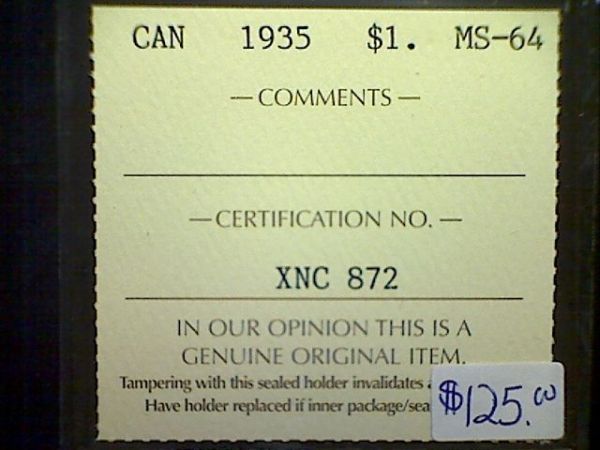 CAN 1935 $1. MS-64
— COMMENTS —
— CERTIFICATION NO. —
XNC 872
IN OUR OPINION THIS IS A
GENUINE ORIGINAL ITEM.
Tampering with this sealed holder invalidates
Have holder replaced if inner package/sea
$125.00